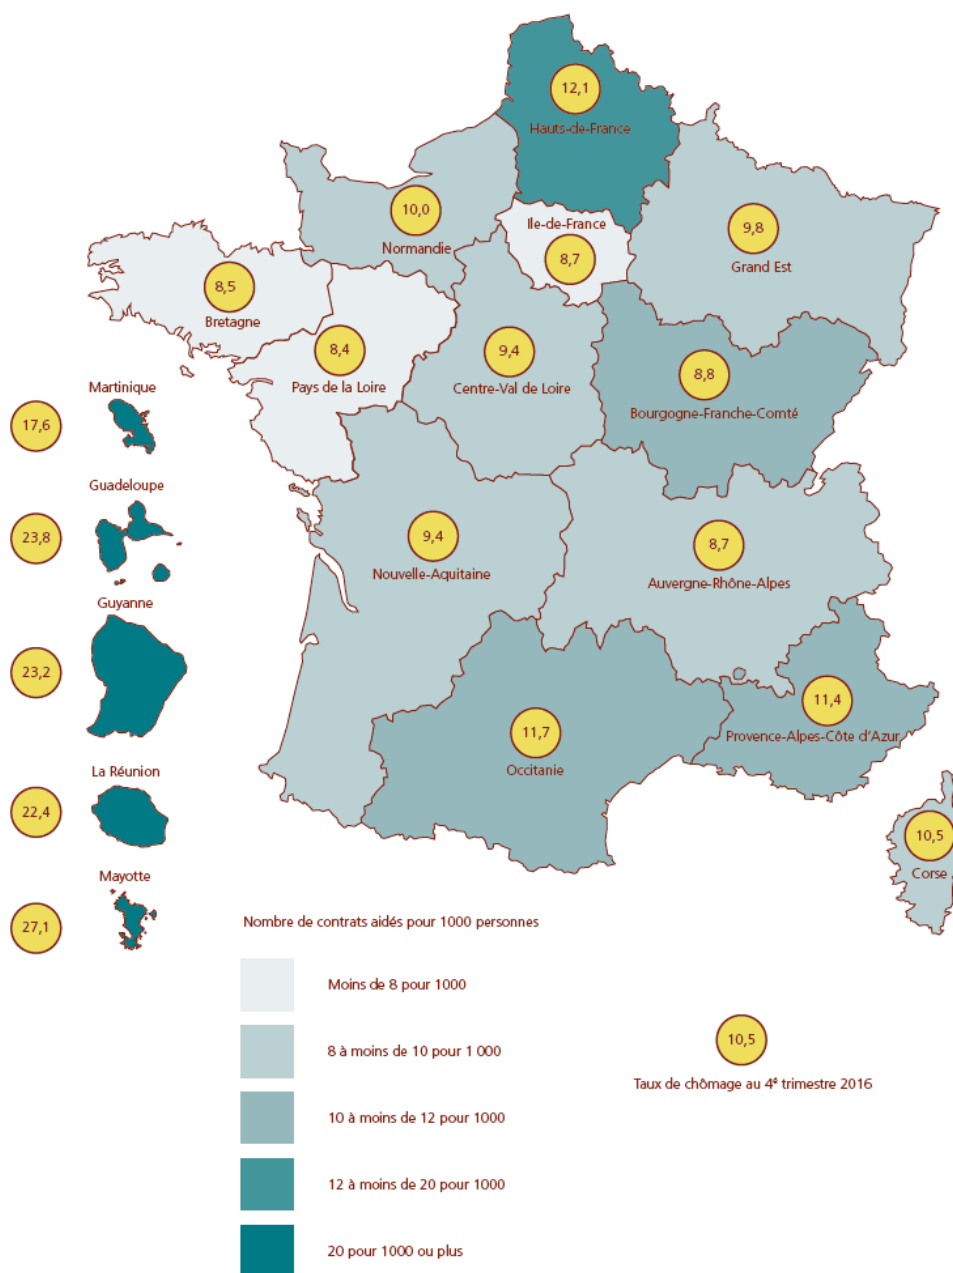 12,1
Hauts-de-France
10,0
Normandie
Ile-de-France
8,7
9,8
Grand Est
8,5
Bretagne
8,4
Pays de la Loire
9,4
Centre-Val de Loire
8,8
Bourgogne-Franche-Comté
Martinique
17,6
Guadeloupe
23,8
Guyane
23,2
La Réunion
22,4
Mayotte
27,1
9,4
Nouvelle-Aquitaine
8,7
Auvergne-Rhône-Alpes
11,7
Occitanie
11,4
Provence-Alpes-Côte d'Azur
10,5
Corse
Nombre de contrats aidés pour 1000 personnes
Moins de 8 pour 1000
8 à moins de 10 pour 1 000
10 à moins de 12 pour 1000
12 à moins de 20 pour 1000
20 pour 1000 ou plus
10,5
Taux de chômage au 4è trimestre 2016